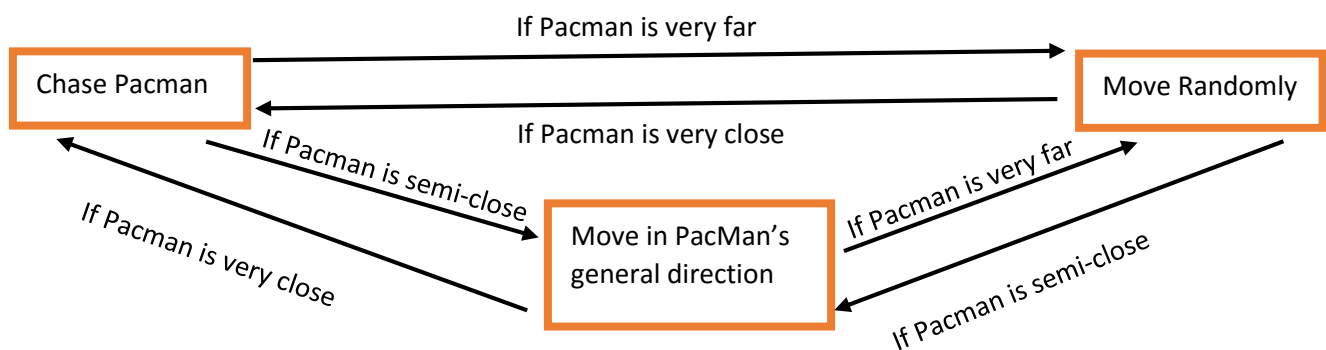 If Pacman is very far
Chase Pacman
Move Randomly
If Pacman is very close
If Pacman is semi-close
If Pacman is very far
If Pacman is very close
Move in PacMan’s
general direction
If Pacman is semi-close